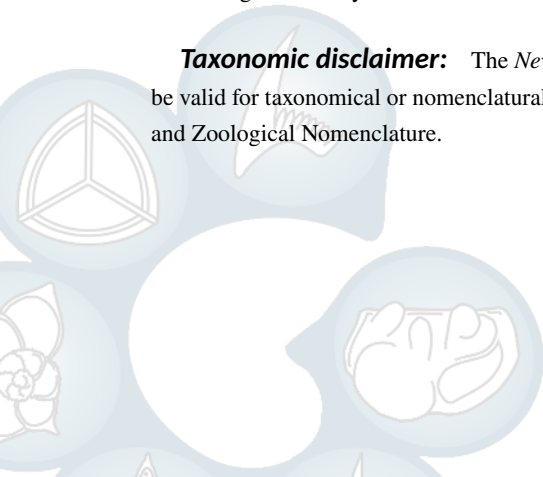 Taxonomic disclaimer: The
be valid for taxonomical or nomenclatural
and Zoological Nomenclature.